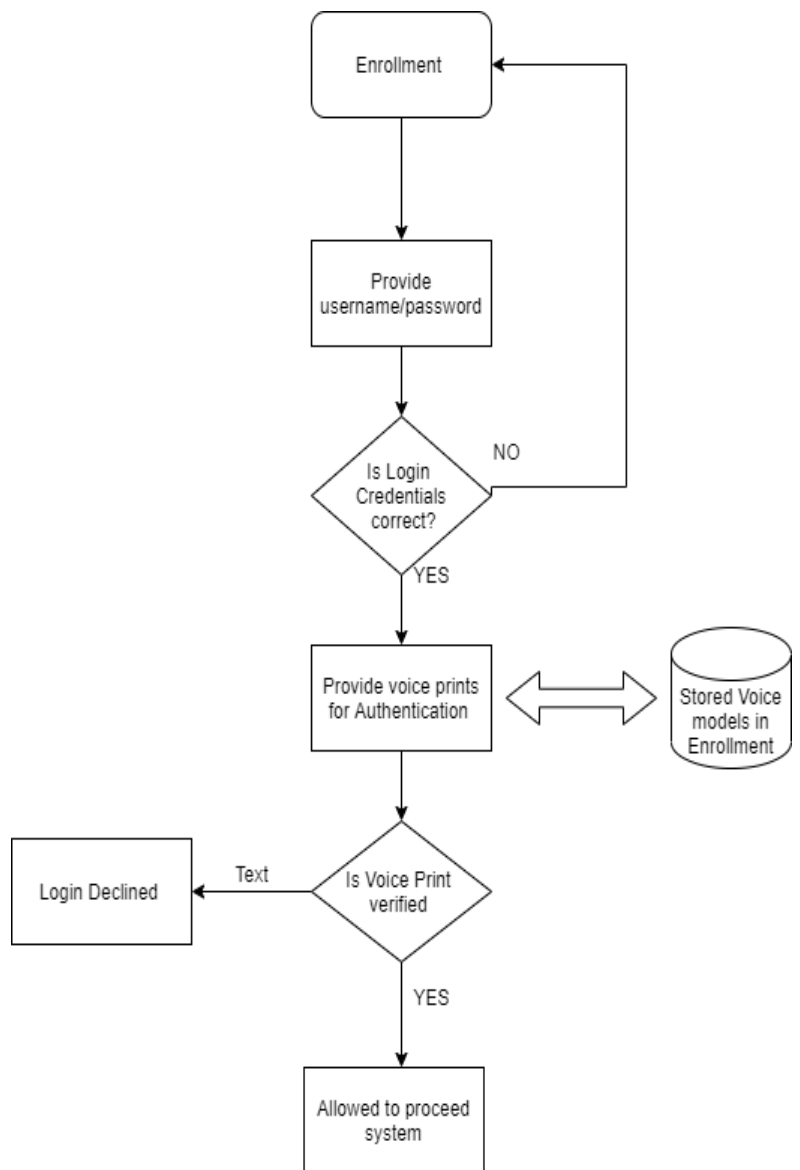 Enrollment
Provide
username/password
Is Login
Credentials
correct?
NO
YES
Provide voice prints
for Authentication
Stored Voice
models in
Enrollment
Login Declined
Text
Is Voice Print
verified
YES
Allowed to proceed
system